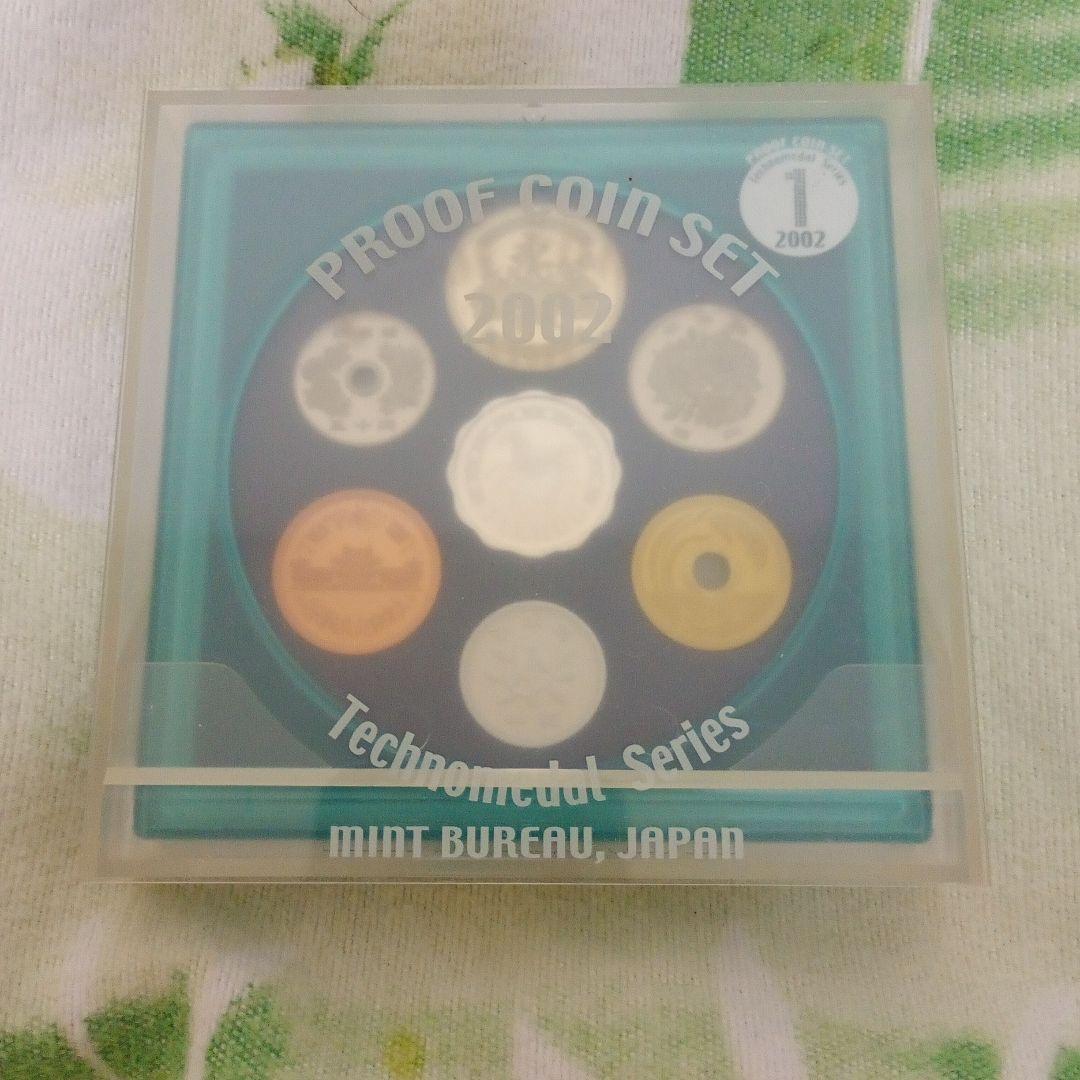 PROOF COIN SET
2002
PROOF COIN SET
Technomedal Series
1
2002
Technomedal Series
MINT BUREAU, JAPAN